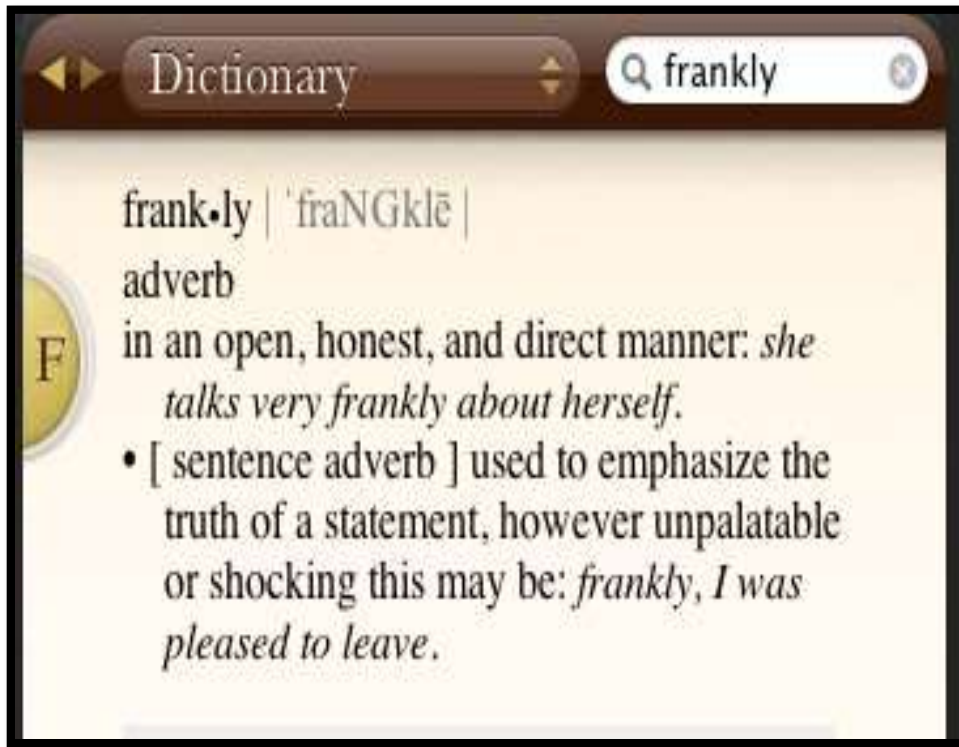 Dictionary
frankly
frank•ly | ˈfraNGklē |
adverb
F
in an open, honest, and direct manner: she
talks very frankly about herself.
• [ sentence adverb ] used to emphasize the
truth of a statement, however unpalatable
or shocking this may be: frankly, I was
pleased to leave.